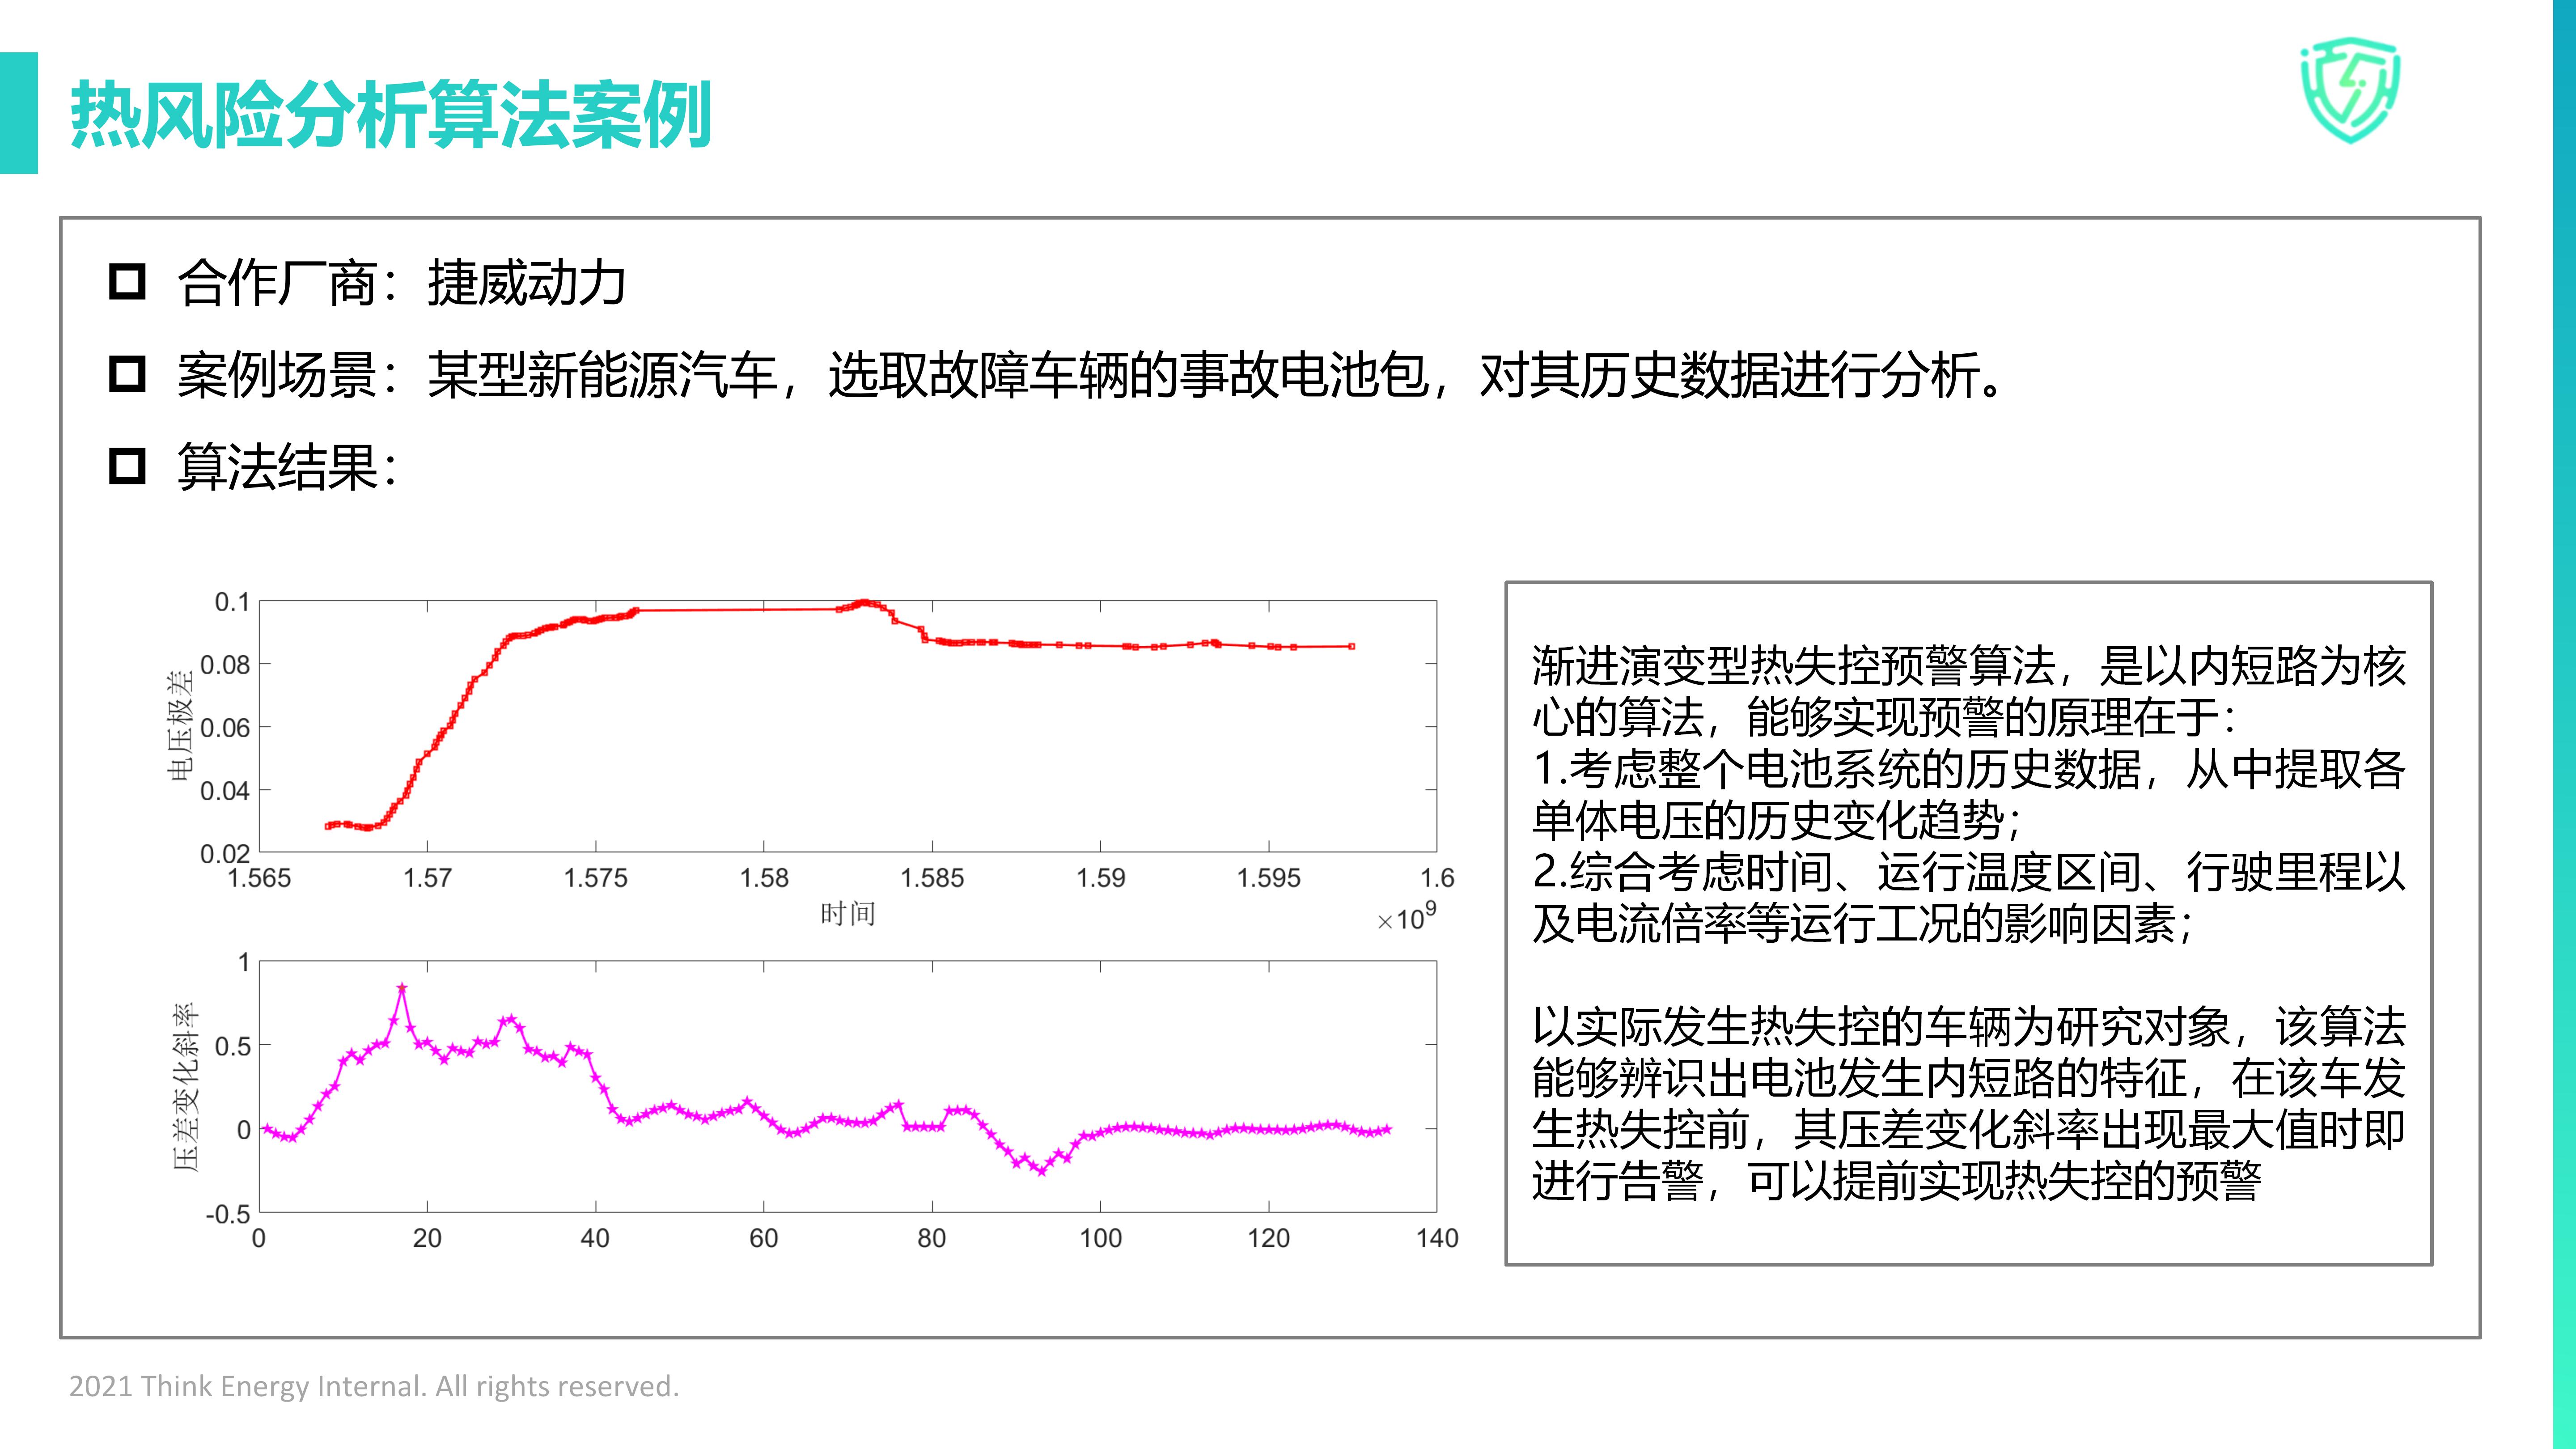 热风险分析算法案例
合作厂商：捷威动力
案例场景：某型新能源汽车，选取故障车辆的事故电池包，对其历史数据进行分析。
算法结果：
0.1
0.08
0.06
0.04
0.02
电压极差
1.565 1.57 1.575 1.58 1.585 1.59 1.595 1.6
时间
×10⁹
1
0.5
0
-0.5
压差变化斜率
0 20 40 60 80 100 120 140
渐进演变型热失控预警算法，是以内短路为核
心的算法，能够实现预警的原理在于：
1.考虑整个电池系统的历史数据，从中提取各
单体电压的历史变化趋势；
2.综合考虑时间、运行温度区间、行驶里程以
及电流倍率等运行工况的影响因素；
以实际发生热失控的车辆为研究对象，该算法
能够辨识出电池发生内短路的特征，在该车发
生热失控前，其压差变化斜率出现最大值时即
进行告警，可以提前实现热失控的预警
2021 Think Energy Internal. All rights reserved.